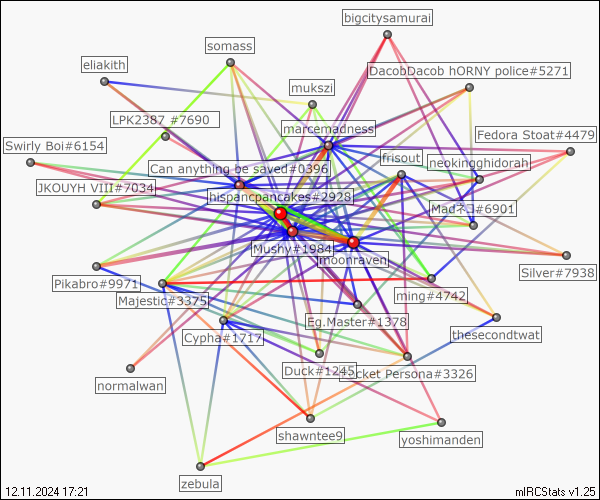 bigcitysamurai
somass
eliakith
DacobDacob hORNY police#5271
mukszi
LPK2387 #7690
marcemadness
Fedora Stoat#4479
Swirly Boi#6154
frisout
neokingghidorah
Can anything be saved#0396
JKOUYH VIII#7034
hispancpancakes#2928
#6901
Mushy#1984
moonraven
Silver#7938
Pikabro#9971
ming#4742
Majestic#3375
Eg.Master#1378
thesecondtwat
Cypha#1717
Duck#1245
cket Persona#3326
normalwan
shawntee9
yoshimanden
zebula
12.11.2024 17:21
mIRCStats v1.25